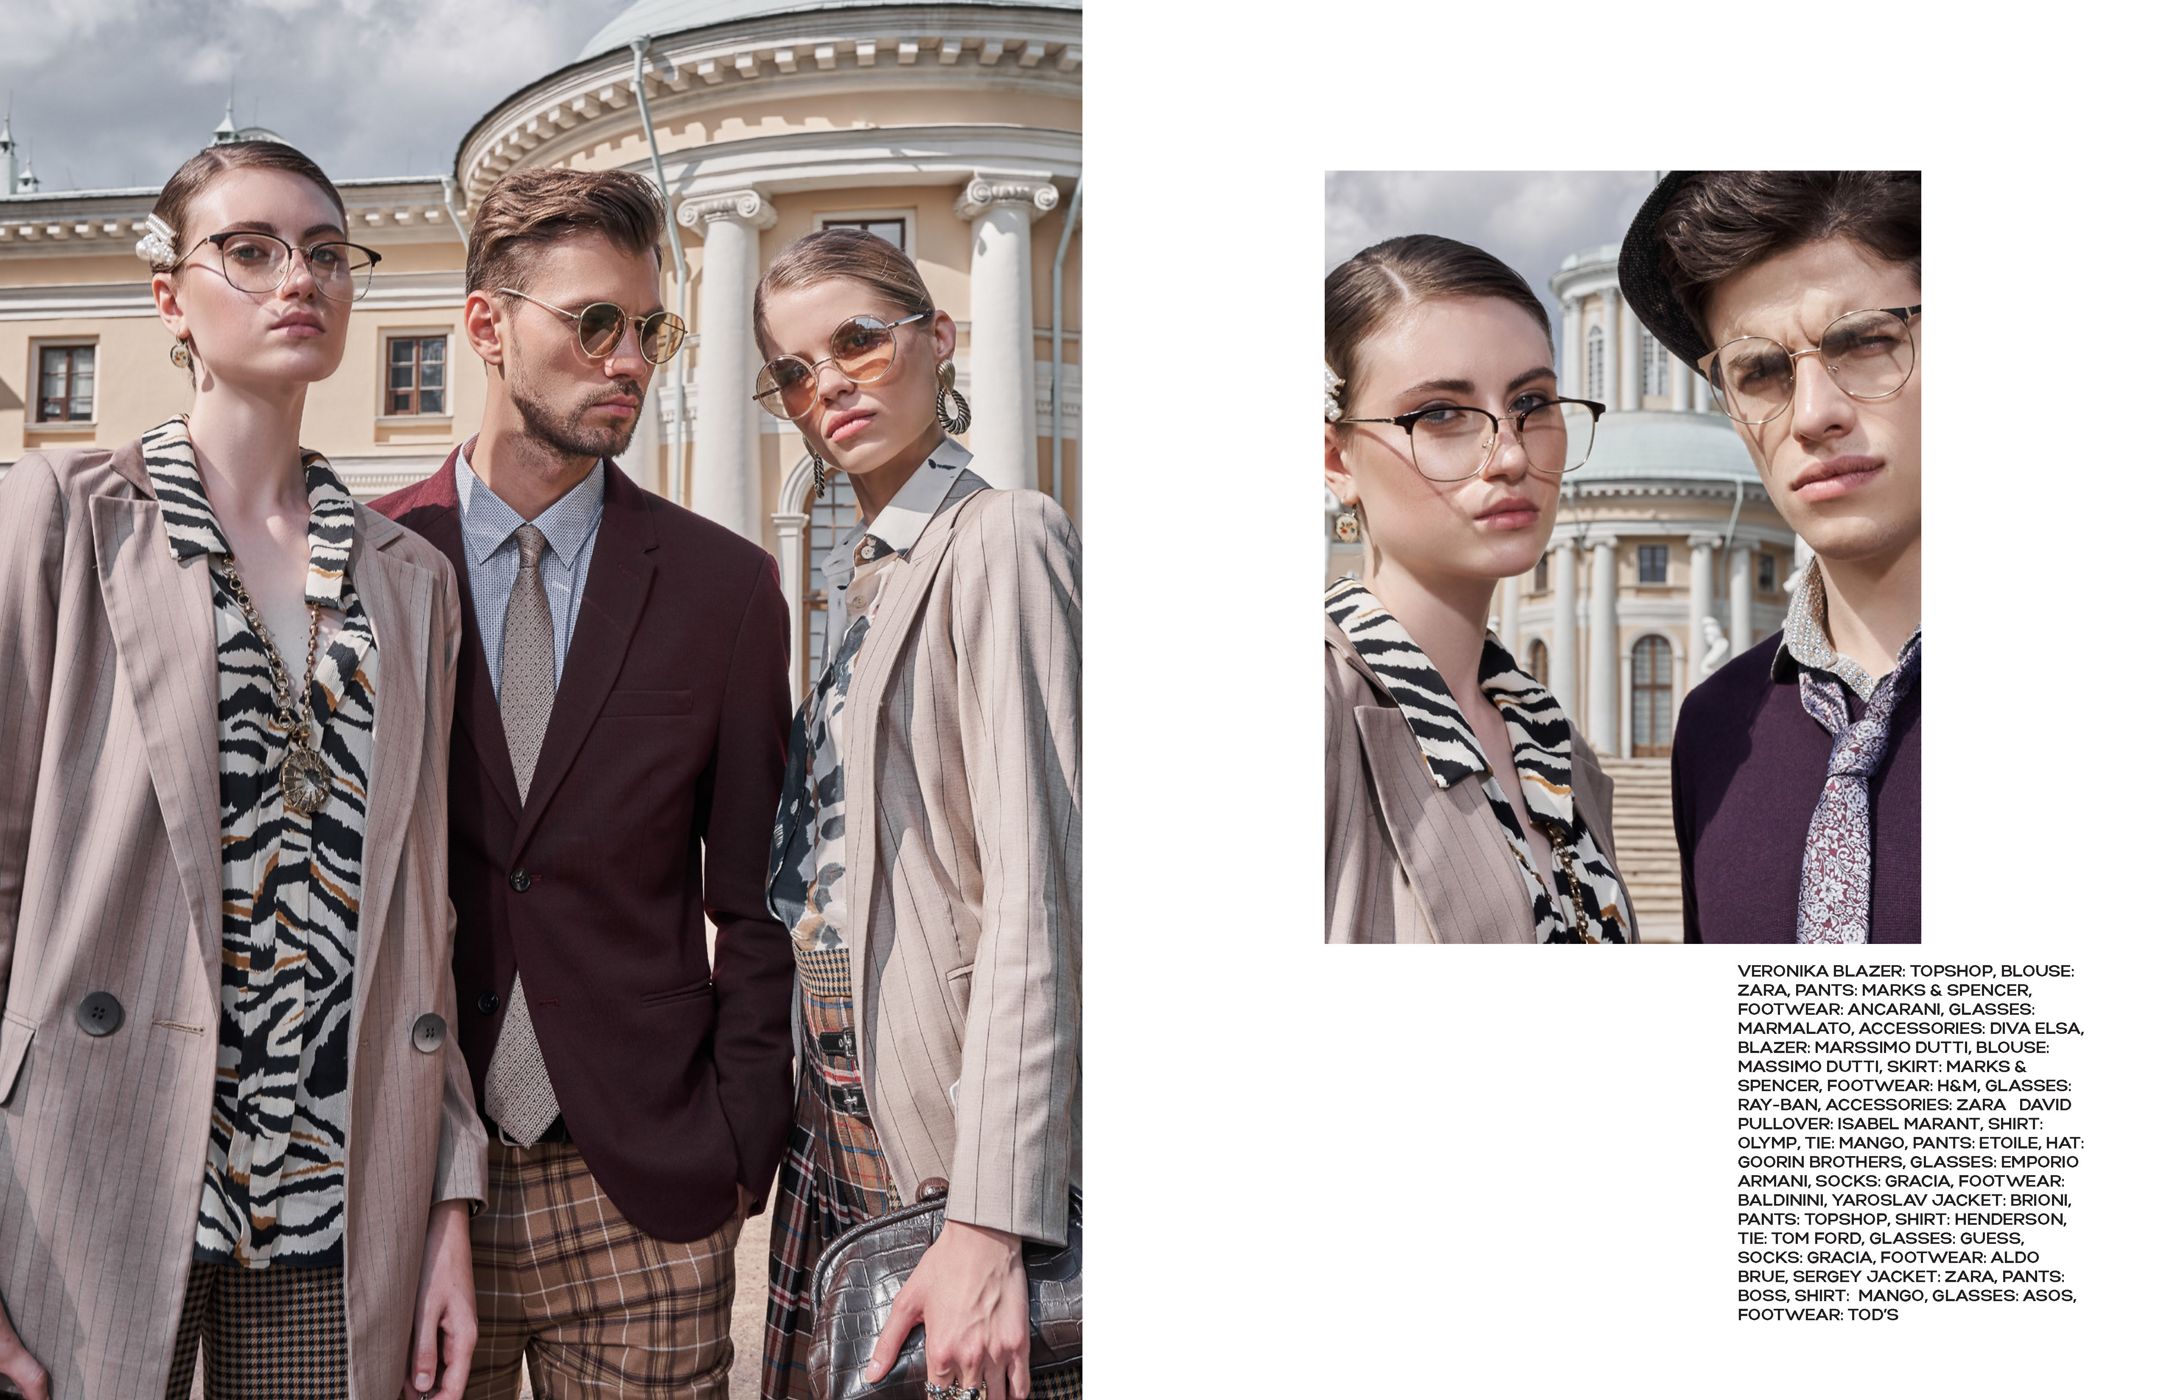 VERONIKA BLAZER: TOPSHOP, BLOUSE:
ZARA, PANTS: MARKS & SPENCER,
FOOTWEAR: ANCARANI, GLASSES:
MARMALATO, ACCESSORIES: DIVA ELSA,
BLAZER: MARSSIMO DUTTI, BLOUSE:
MASSIMO DUTTI, SKIRT: MARKS &
SPENCER, FOOTWEAR: H&M, GLASSES:
RAY-BAN, ACCESSORIES: ZARA   DAVID
PULLOVER: ISABEL MARANT, SHIRT:
OLYMP, TIE: MANGO, PANTS: ETOILE, HAT:
GOORIN BROTHERS, GLASSES: EMPORIO
ARMANI, SOCKS: GRACIA, FOOTWEAR:
BALDININI, YAROSLAV JACKET: BRIONI,
PANTS: TOPSHOP, SHIRT: HENDERSON,
TIE: TOM FORD, GLASSES: GUESS,
SOCKS: GRACIA, FOOTWEAR: ALDO
BRUE, SERGEY JACKET: ZARA, PANTS:
BOSS, SHIRT:  MANGO, GLASSES: ASOS,
FOOTWEAR: TOD'S